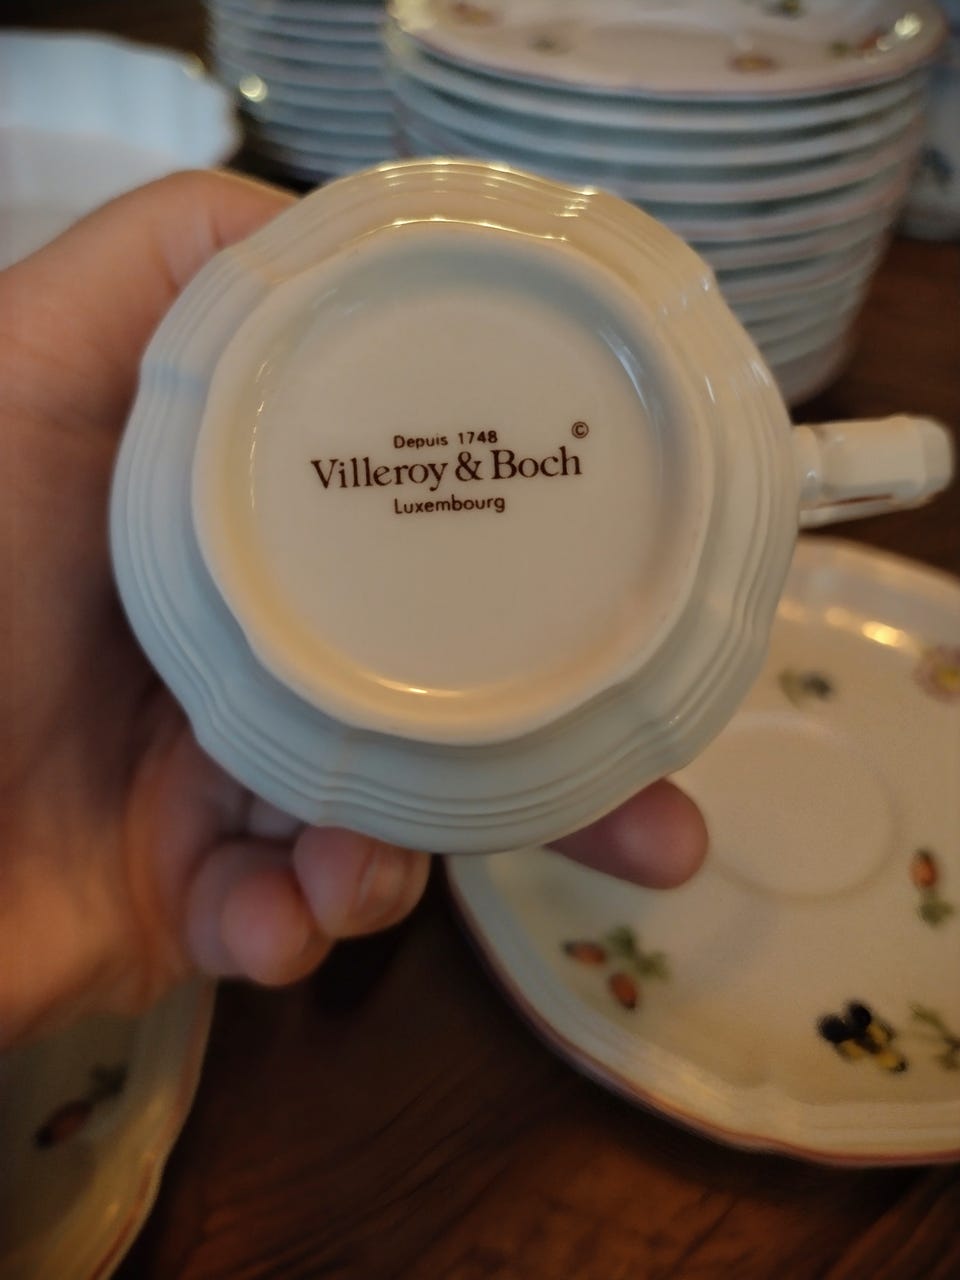 Depuis 1748
©
Villeroy & Boch
Luxembourg